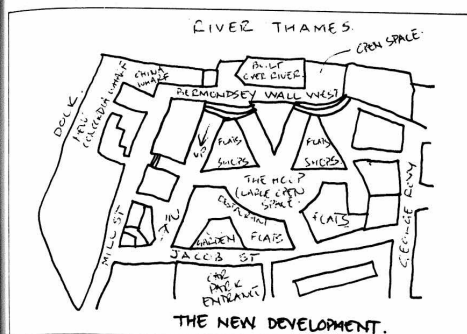 RIVER THAMES.
OPEN SPACE.
BUILT
OVER RIVER
CHINA
WHARF
BERMONDSEY WALL WEST
DOCK.
NEW
CONCORDIA WHARF
FLATS
SHOPS
FLATS
SHOPS
THE HELP
(LARGE OPEN
SPACE.
RESTAURANT
IN
FLATS
GARDEN FLATS
MILL ST
JACOB ST
GEORGE ROW
CAR
PARK
ENTRANCE
THE NEW DEVELOPMENT.